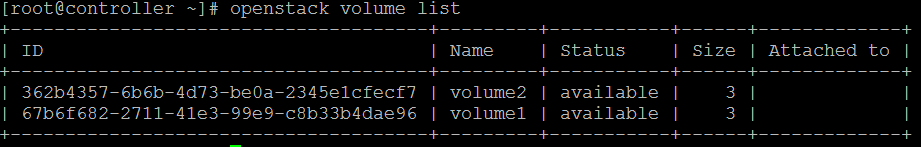 [root@controller ~]# openstack volume list
+--------------------------------------+---------+-----------+------+-------------+
| ID                                   | Name    | Status    | Size | Attached to |
+--------------------------------------+---------+-----------+------+-------------+
| 362b4357-6b6b-4d73-be0a-2345e1cfecf7 | volume2 | available |    3 |             |
| 67b6f682-2711-41e3-99e9-c8b33b4dae96 | volume1 | available |    3 |             |
+--------------------------------------+---------+-----------+------+-------------+